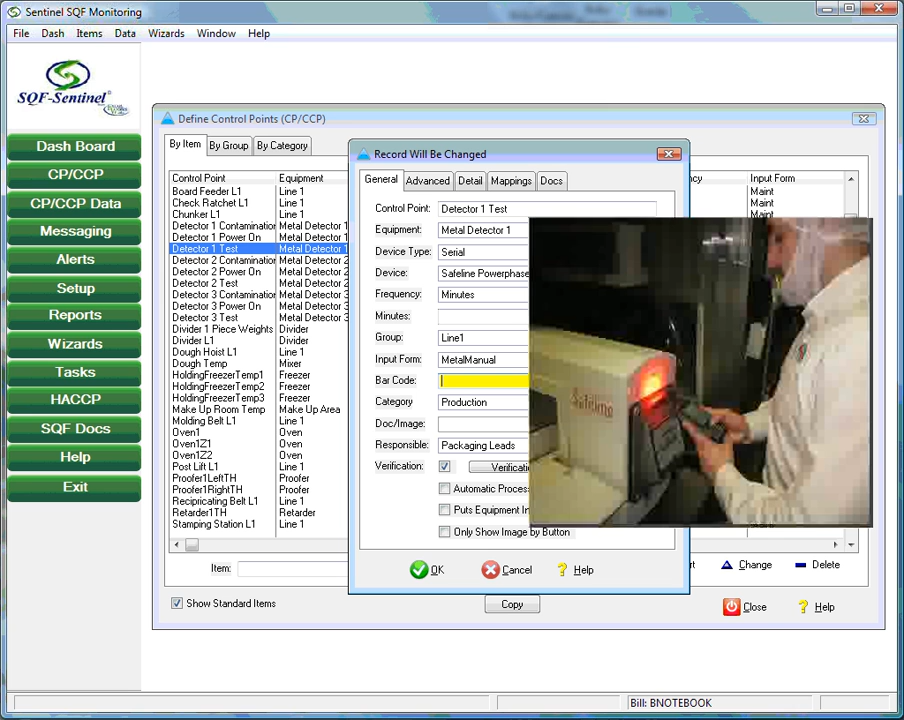 Sentinel SQF Monitoring
File Dash Items Data Wizards Window Help
SQF-Sentinel
Dash Board
CP/CCP
CP/CCP Data
Messaging
Alerts
Setup
Reports
Wizards
Tasks
HACCP
SQF Docs
Help
Exit
Define Control Points (CP/CCP)
By Item By Group By Category
Control Point Equipment Input Form
Board Feeder L1 Line 1 Maint
Check Ratchet L1 Line 1 Maint
Chunker L1 Line 1 Maint
Detector 1 Contamination Metal Detector 1
Detector 1 Power On Metal Detector 1
Detector 1 Test Metal Detector 1
Detector 2 Contamination Metal Detector 2
Detector 2 Power On Metal Detector 2
Detector 2 Test Metal Detector 2
Detector 3 Contamination Metal Detector 3
Detector 3 Power On Metal Detector 3
Detector 3 Test Metal Detector 3
Divider 1 Piece Weights Divider
Divider L1 Line 1
Dough Hoist L1 Line 1
Dough Temp Mixer
HoldingFreezerTemp1 Freezer
HoldingFreezerTemp2 Freezer
HoldingFreezerTemp3 Freezer
Make Up Room Temp Make Up Area
Molding Belt L1 Line 1
Oven1 Oven
Oven1Z1 Oven
Oven1Z2 Oven
Post Lift L1 Line 1
Proofer1LeftTH Proofer
Proofer1RightTH Proofer
Recipricating Belt L1 Line 1
Retarder1TH Retarder
Stamping Station L1 Line 1
Item:
Change Delete
Show Standard Items
Copy
Close Help
Record Will Be Changed
General Advanced Detail Mappings Docs
Control Point: Detector 1 Test
Equipment: Metal Detector 1
Device Type: Serial
Device: Safeline Powerphase
Frequency: Minutes
Minutes:
Group: Line1
Input Form: MetalManual
Bar Code:
Category Production
Doc/Image:
Responsible: Packaging Leads
Verification: Verificati
Automatic Proces
Puts Equipment In
Only Show Image by Button
OK Cancel Help
Safeline
Bill: BNOTEBOOK